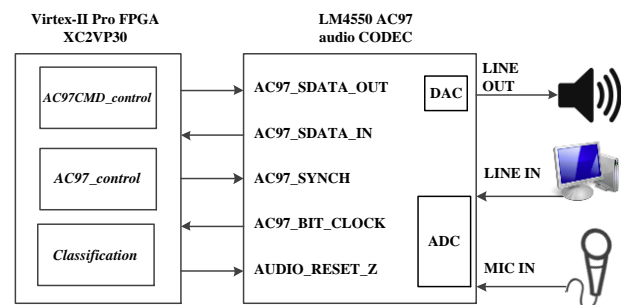 Virtex-II Pro FPGA
XC2VP30
LM4550 AC97
audio CODEC
AC97CMD_control
AC97_control
Classification
AC97_SDATA_OUT
AC97_SDATA_IN
AC97_SYNCH
AC97_BIT_CLOCK
AUDIO_RESET_Z
DAC
ADC
LINE
OUT
LINE IN
MIC IN